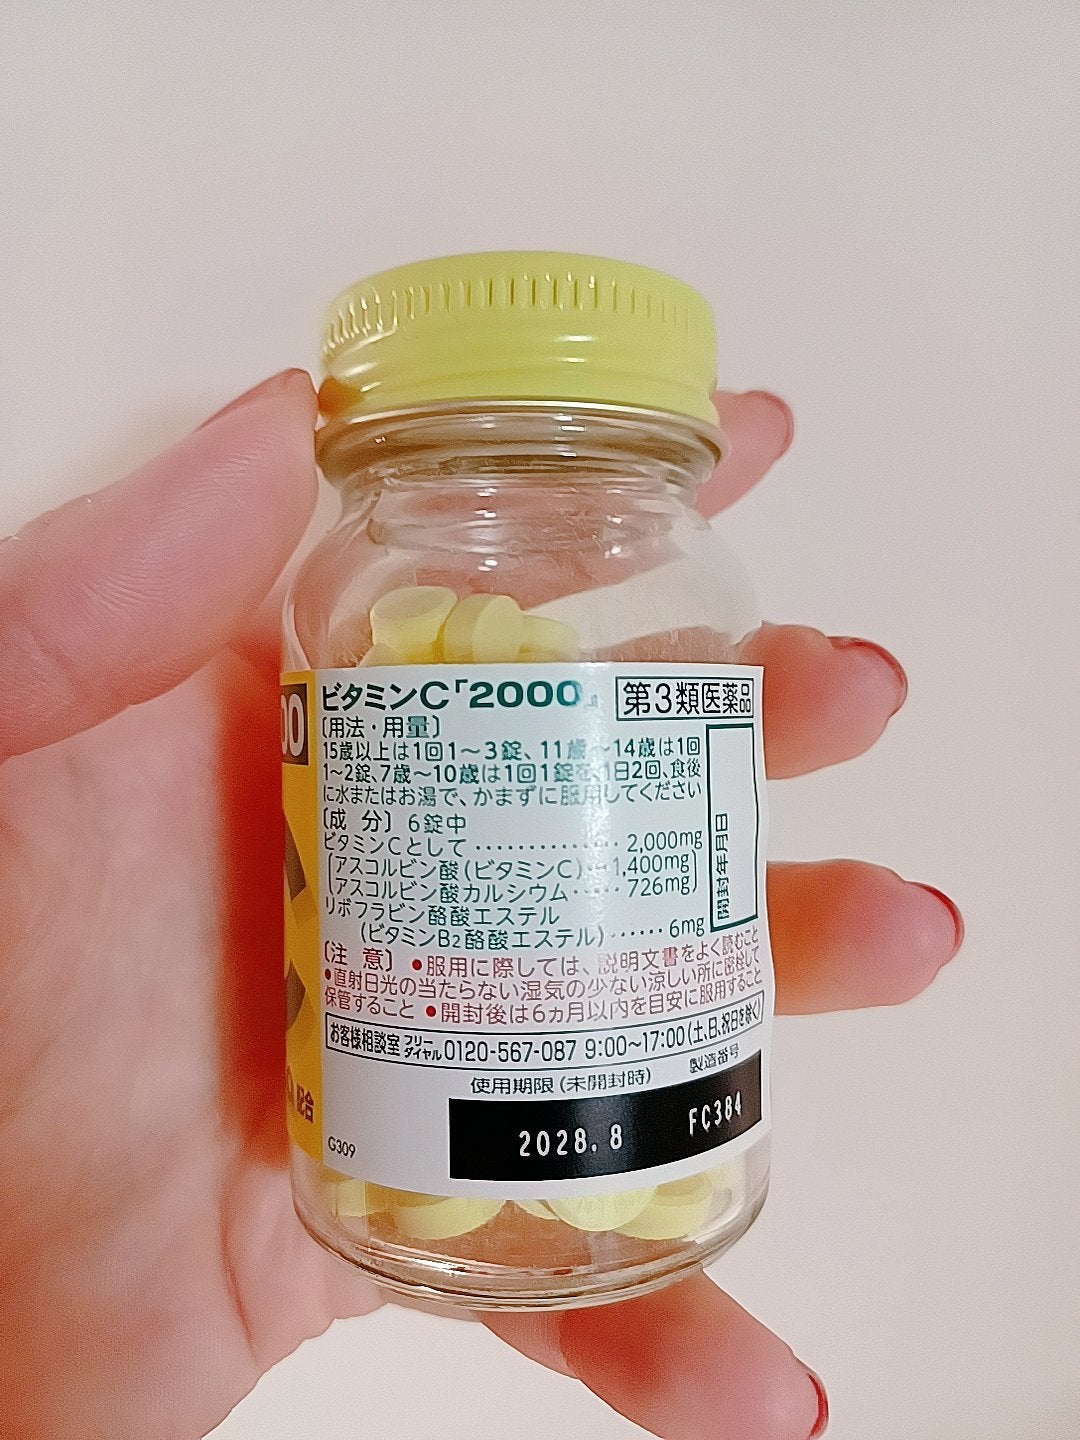 ビタミンC「2000」 第3類医薬品
〔用法・用量〕
15歳以上は1回1〜3錠、11歳〜14歳は1回
1〜2錠、7歳〜10歳は1回1錠を、1日2回、食後
に水またはお湯で、かまずに服用してください
開封年月日
〔成 分〕6錠中
ビタミンCとして ‥‥‥‥‥‥ 2,000mg
(アスコルビン酸(ビタミンC)‥1,400mg)
(アスコルビン酸カルシウム‥‥ 726mg)
リボフラビン酪酸エステル
(ビタミンB2酪酸エステル)‥‥‥ 6mg
〔注 意〕●服用に際しては、説明文書をよく読むこと
●直射日光の当たらない湿気の少ない涼しい所に密栓して
保管すること ●開封後は6ヵ月以内を目安に服用すること
お客様相談室 フリーダイヤル 0120-567-087 9:00~17:00(土、日、祝日を除く)
使用期限(未開封時) 製造番号
2028.8 FC384
G309
配合